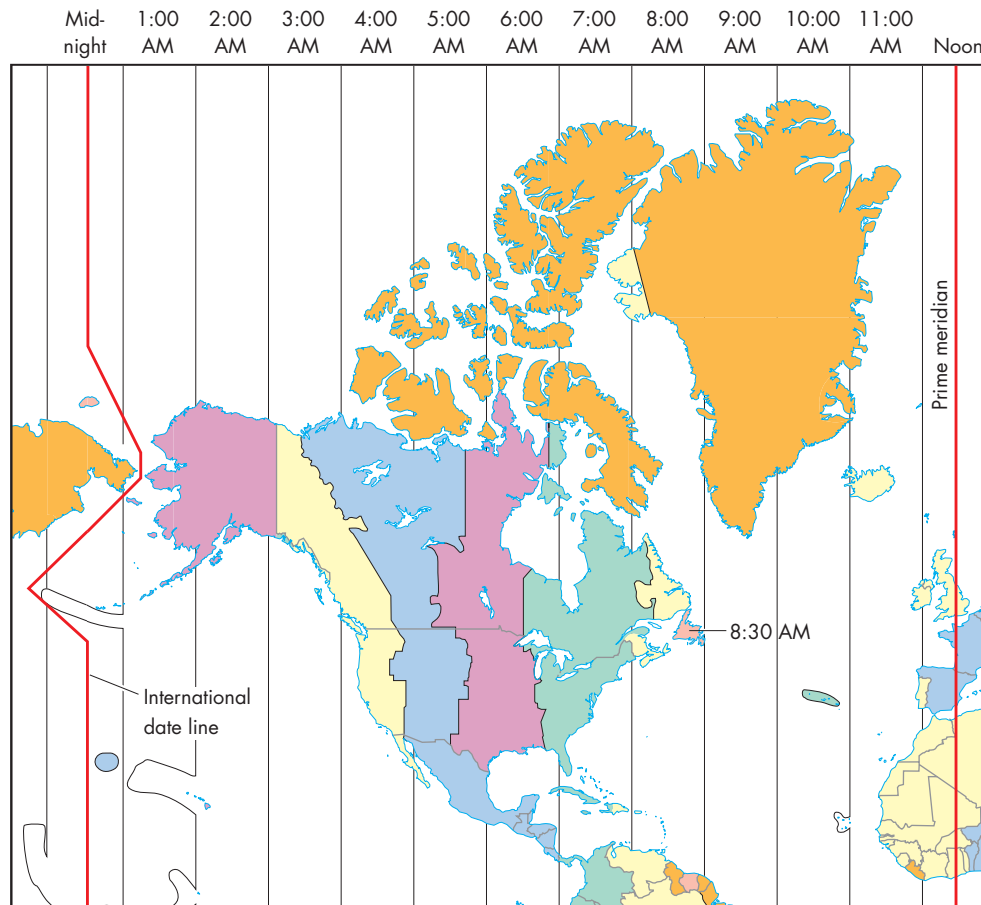 Mid-
night
1:00
AM
2:00
AM
3:00
AM
4:00
AM
5:00
AM
6:00
AM
7:00
AM
8:00
AM
9:00
AM
10:00
AM
11:00
AM
Noon
Prime meridian
8:30 AM
International
date line